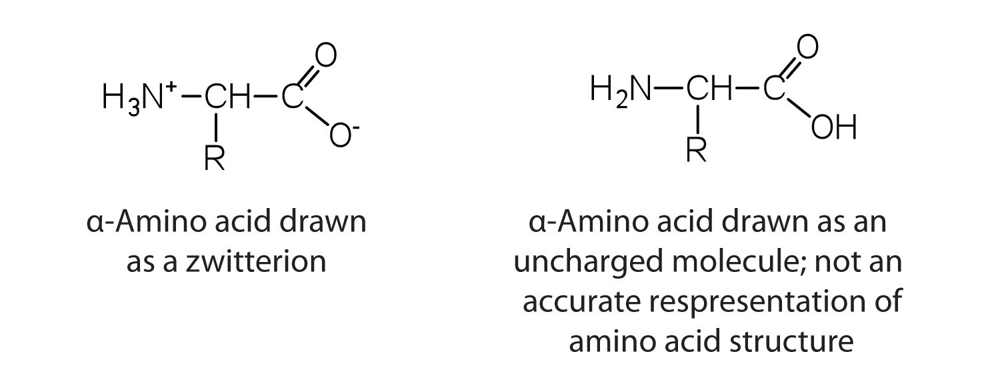 O
H₃N⁺–CH–C
O⁻
R
α-Amino acid drawn
as a zwitterion
O
H₂N–CH–C
OH
R
α-Amino acid drawn as an
uncharged molecule; not an
accurate respresentation of
amino acid structure